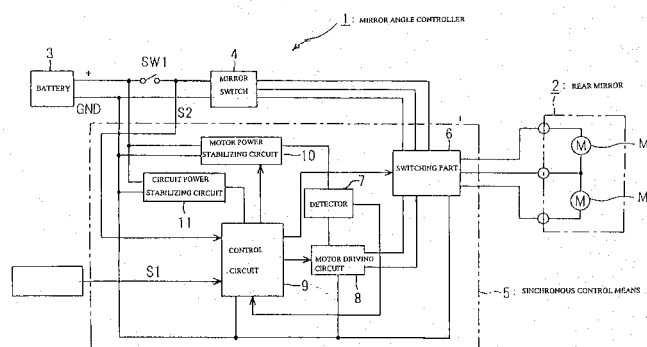 1 : MIRROR ANGLE CONTROLLER
3
SW1
4
BATTERY
+
GND
S2
MIRROR SWITCH
2 : REAR MIRROR
6
MOTOR POWER STABILIZING CIRCUIT
10
SWITCHING PART
M
M
CIRCUIT POWER STABILIZING CIRCUIT
7
11
DETECTOR
M
M
CONTROL CIRCUIT
MOTOR DRIVING CIRCUIT
S1
9
8
5 : SINCHRONOUS CONTROL MEANS